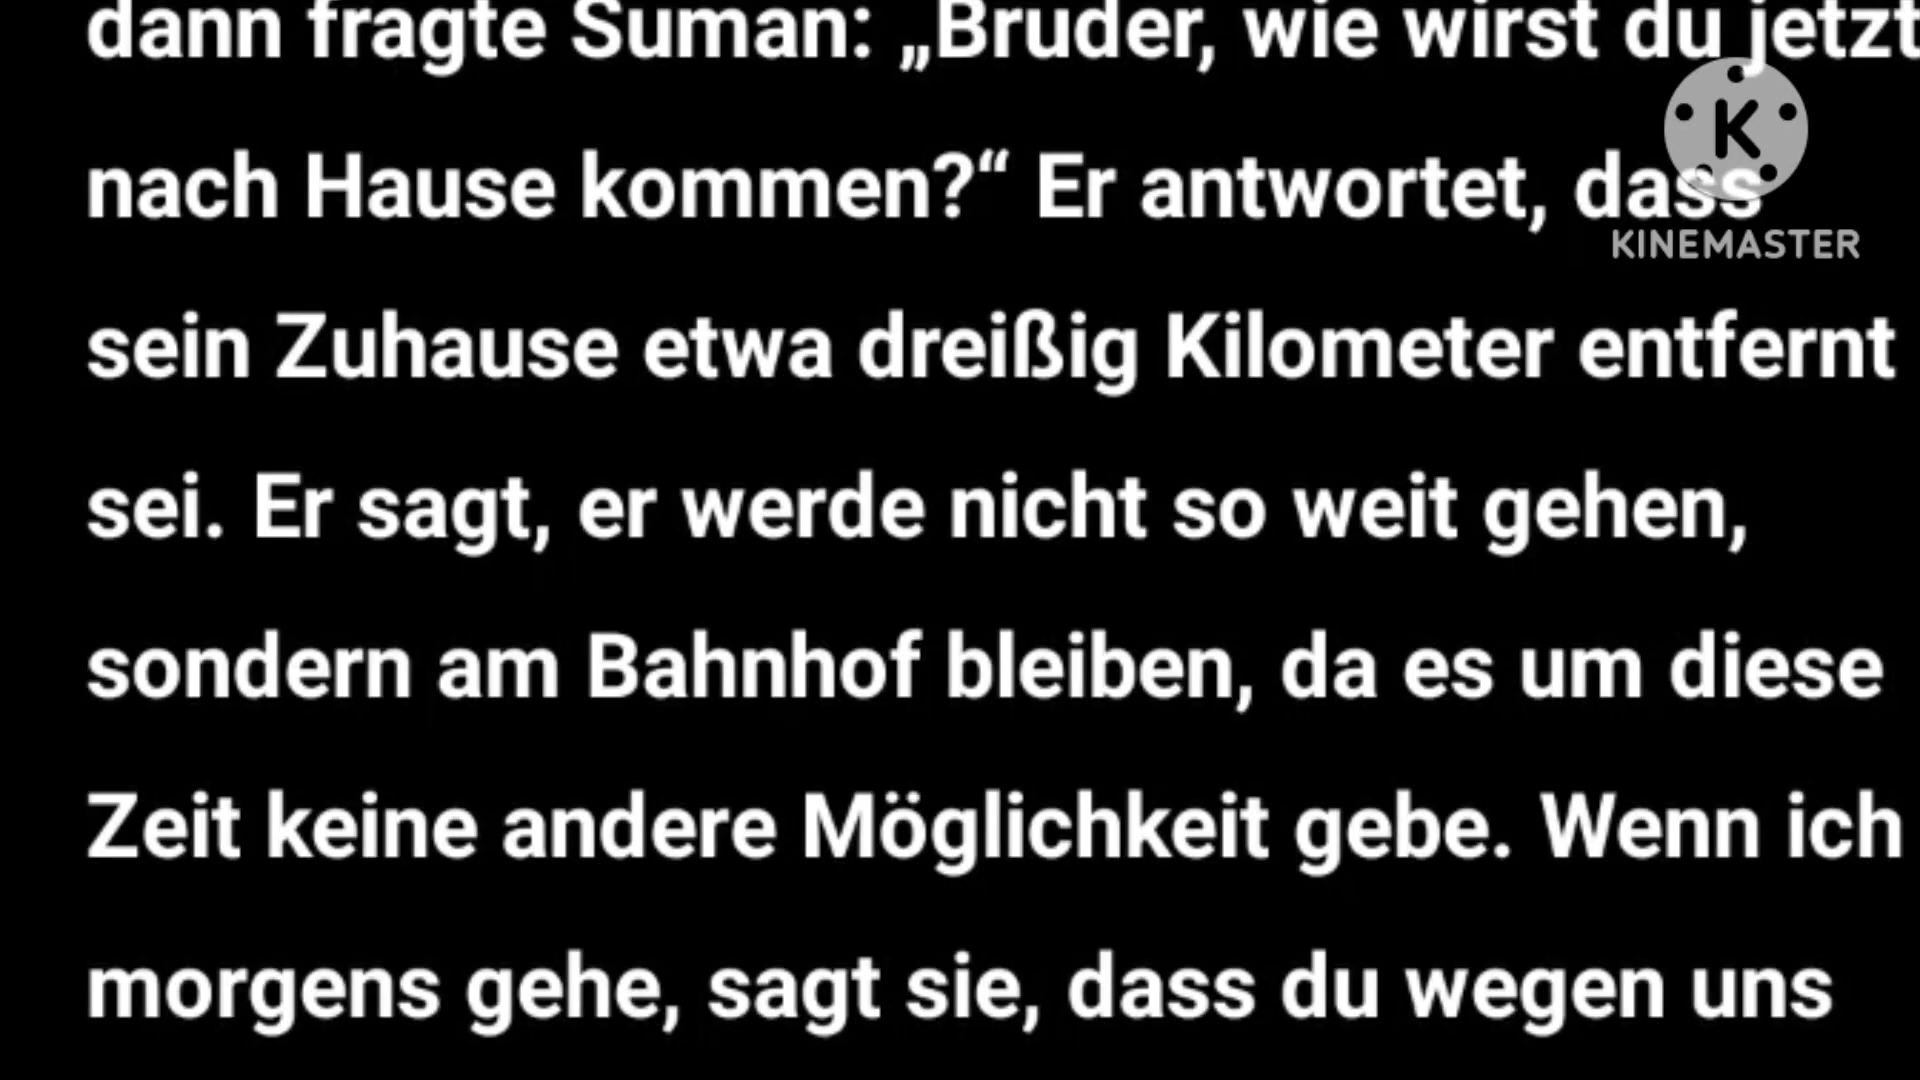 dann fragte Suman: „Bruder, wie wirst du jetzt
nach Hause kommen?“ Er antwortet, dass
K
KINEMASTER
sein Zuhause etwa dreißig Kilometer entfernt
sei. Er sagt, er werde nicht so weit gehen,
sondern am Bahnhof bleiben, da es um diese
Zeit keine andere Möglichkeit gebe. Wenn ich
morgens gehe, sagt sie, dass du wegen uns